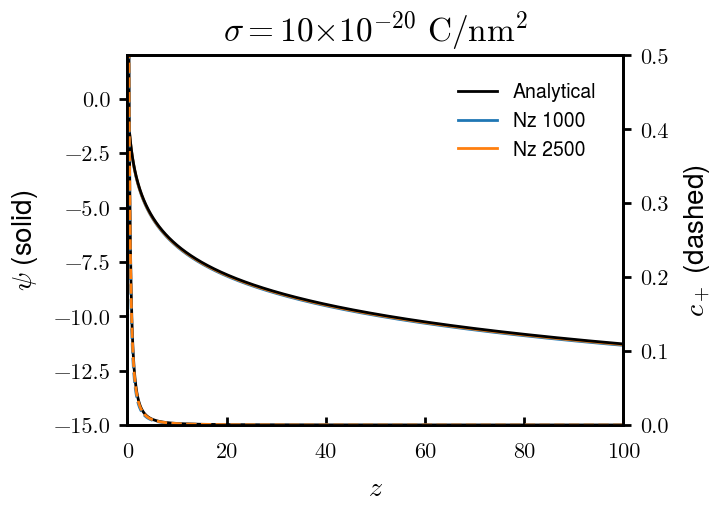 σ = 10×10⁻²⁰ C/nm²
ψ (solid)
0.0
−2.5
−5.0
−7.5
−10.0
−12.5
−15.0
Analytical
Nz 1000
Nz 2500
0.5
0.4
0.3
0.2
0.1
0.0
c₊ (dashed)
0 20 40 60 80 100
z